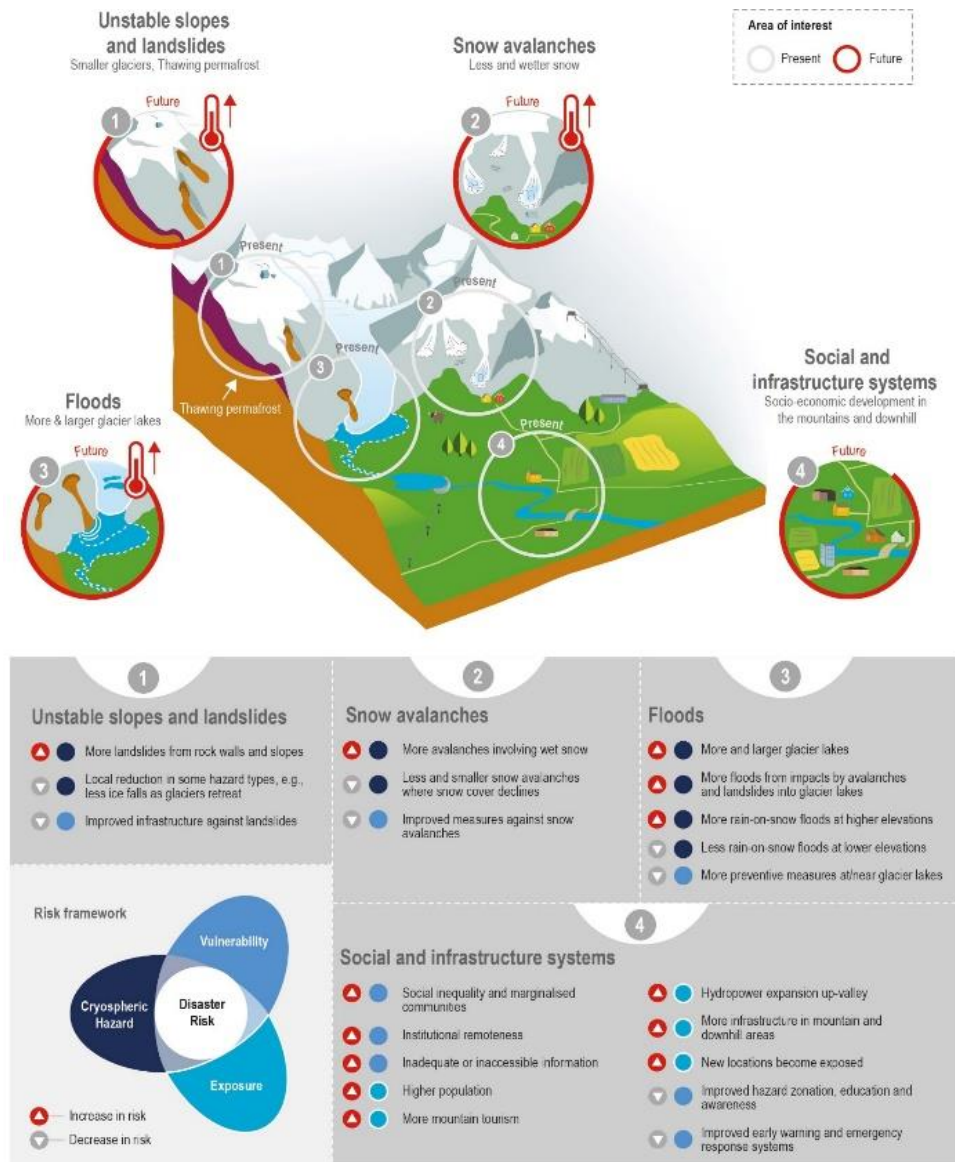 Unstable slopes
and landslides
Smaller glaciers, Thawing permafrost
Future
1
Snow avalanches
Less and wetter snow
Future
2
Area of interest
Present
Future
Present
1
Present
2
Present
3
Thawing permafrost
Present
4
Floods
More & larger glacier lakes
Future
3
Social and
infrastructure systems
Socio-economic development in
the mountains and downhill
Future
4
1
Unstable slopes and landslides
More landslides from rock walls and slopes
Local reduction in some hazard types, e.g.,
less ice falls as glaciers retreat
Improved infrastructure against landslides
2
Snow avalanches
More avalanches involving wet snow
Less and smaller snow avalanches
where snow cover declines
Improved measures against snow
avalanches
3
Floods
More and larger glacier lakes
More floods from impacts by avalanches
and landslides into glacier lakes
More rain-on-snow floods at higher elevations
Less rain-on-snow floods at lower elevations
More preventive measures at/near glacier lakes
Risk framework
Vulnerability
Cryospheric
Hazard
Disaster
Risk
Exposure
Increase in risk
Decrease in risk
4
Social and infrastructure systems
Social inequality and marginalised
communities
Institutional remoteness
Inadequate or inaccessible information
Higher population
More mountain tourism
Hydropower expansion up-valley
More infrastructure in mountain and
downhill areas
New locations become exposed
Improved hazard zonation, education and
awareness
Improved early warning and emergency
response systems